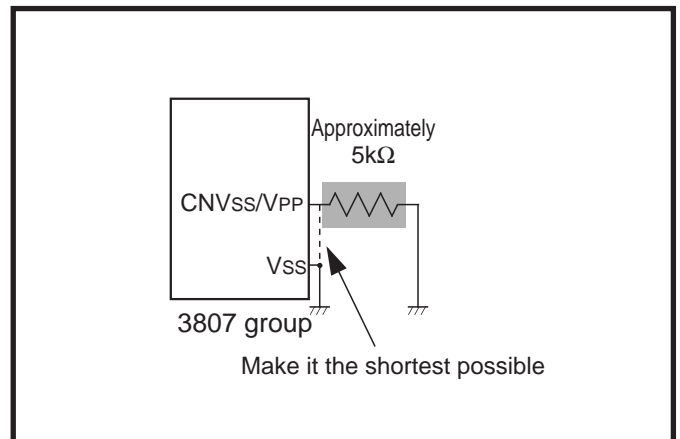 Approximately
5kΩ
CNVSS/VPP
VSS
3807 group
Make it the shortest possible